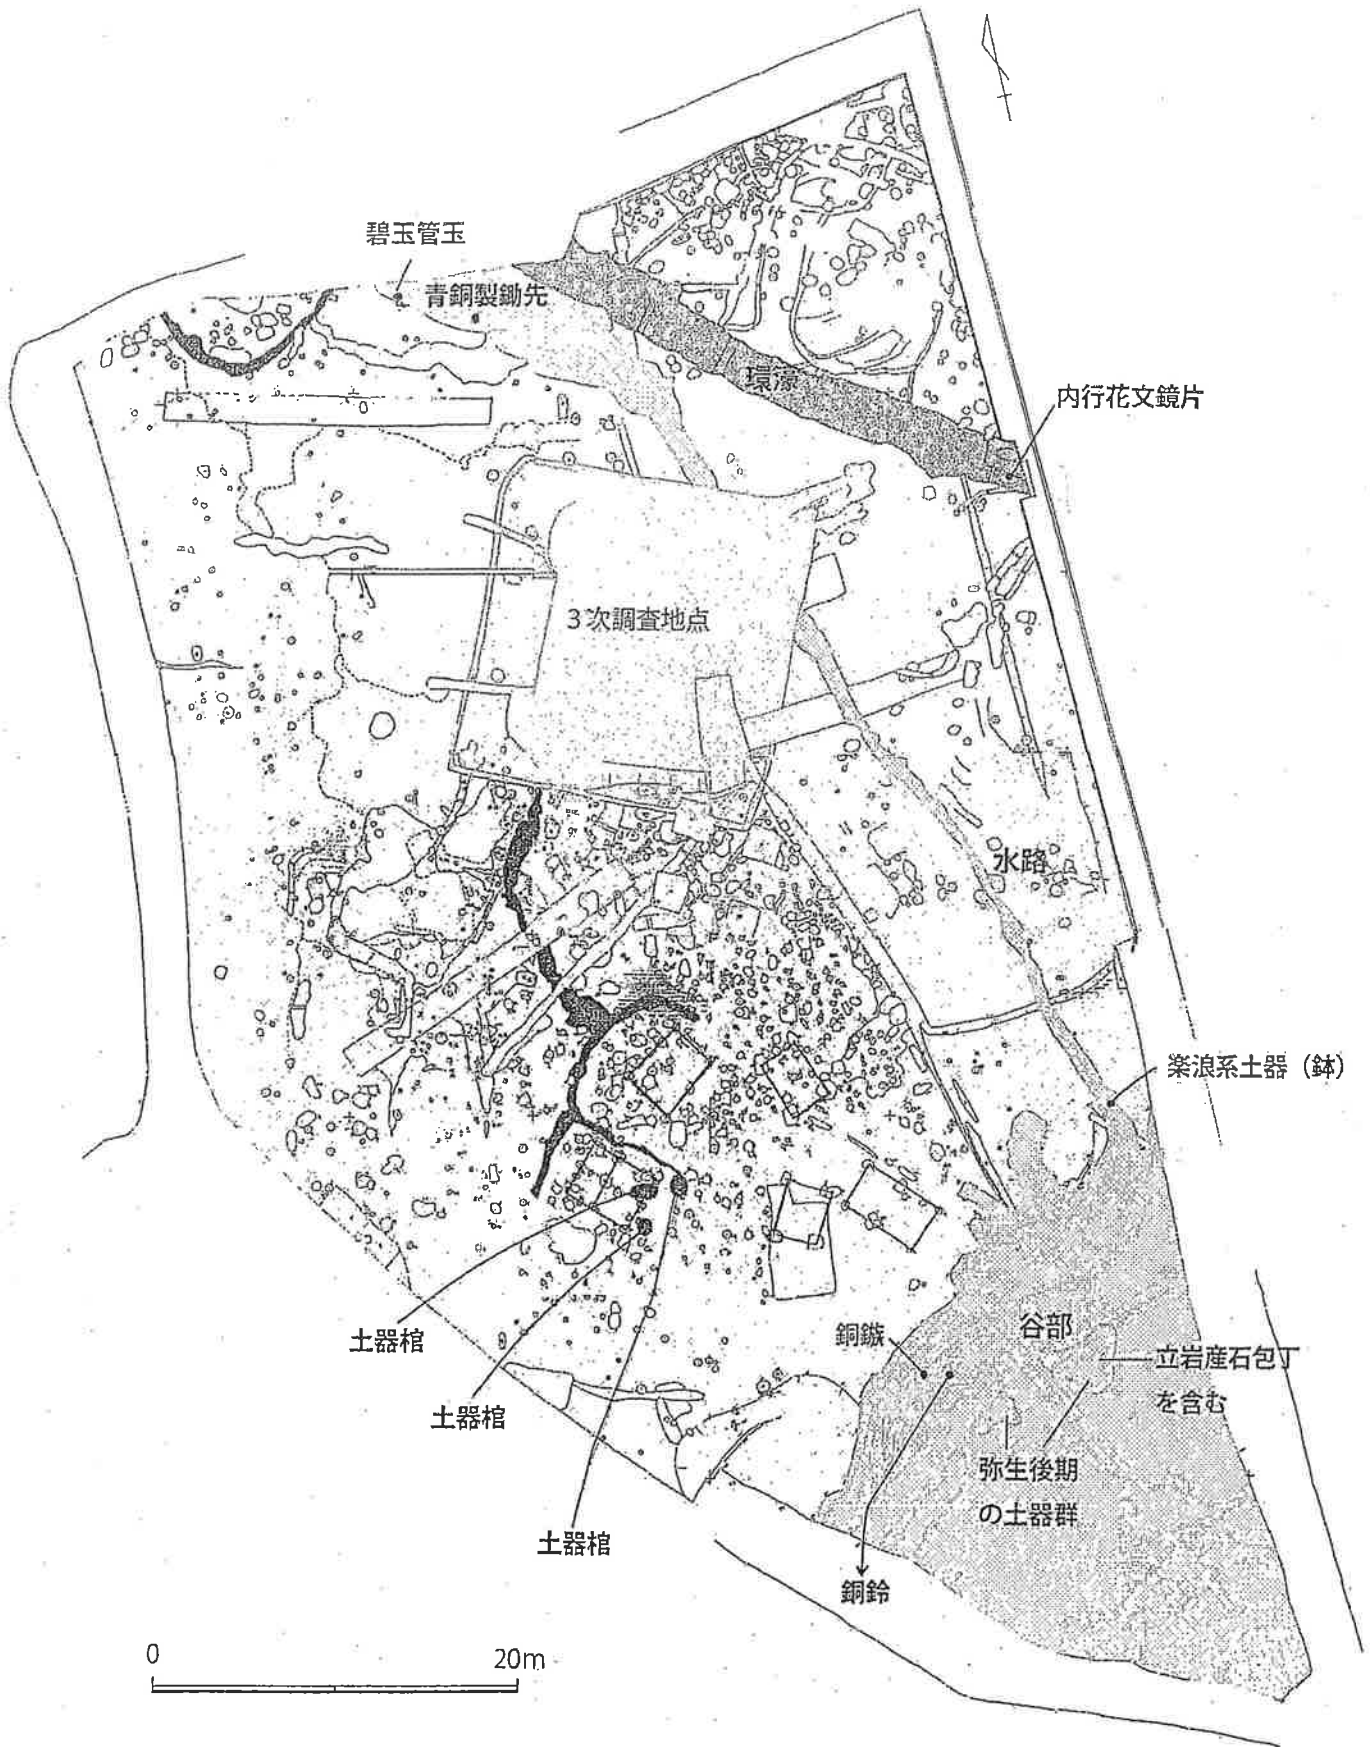 碧玉管玉
青銅製鋤先
環濠
内行花文鏡片
3次調査地点
水路
楽浪系土器（鉢）
谷部
銅鏃
立岩産石包丁
を含む
土器棺
土器棺
弥生後期
の土器群
土器棺
銅鈴
0
20m